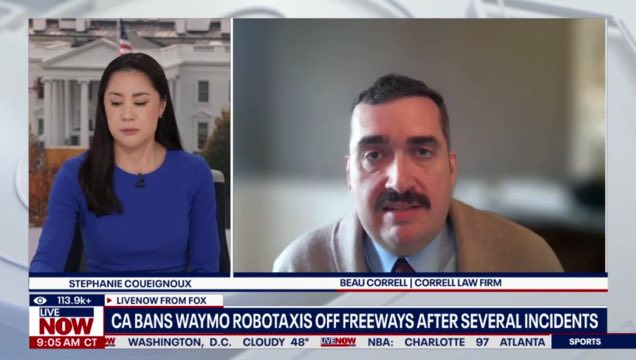 STEPHANIE COUEIGNOUX
BEAU CORRELL | CORRELL LAW FIRM
113.9k+
LIVENOW FROM FOX
LIVE
NOW
CA BANS WAYMO ROBOTAXIS OFF FREEWAYS AFTER SEVERAL INCIDENTS
9:05 AM CT
WASHINGTON, D.C. CLOUDY 48° LIVENOW NBA CHARLOTTE 97 ATLANTA
SPORTS